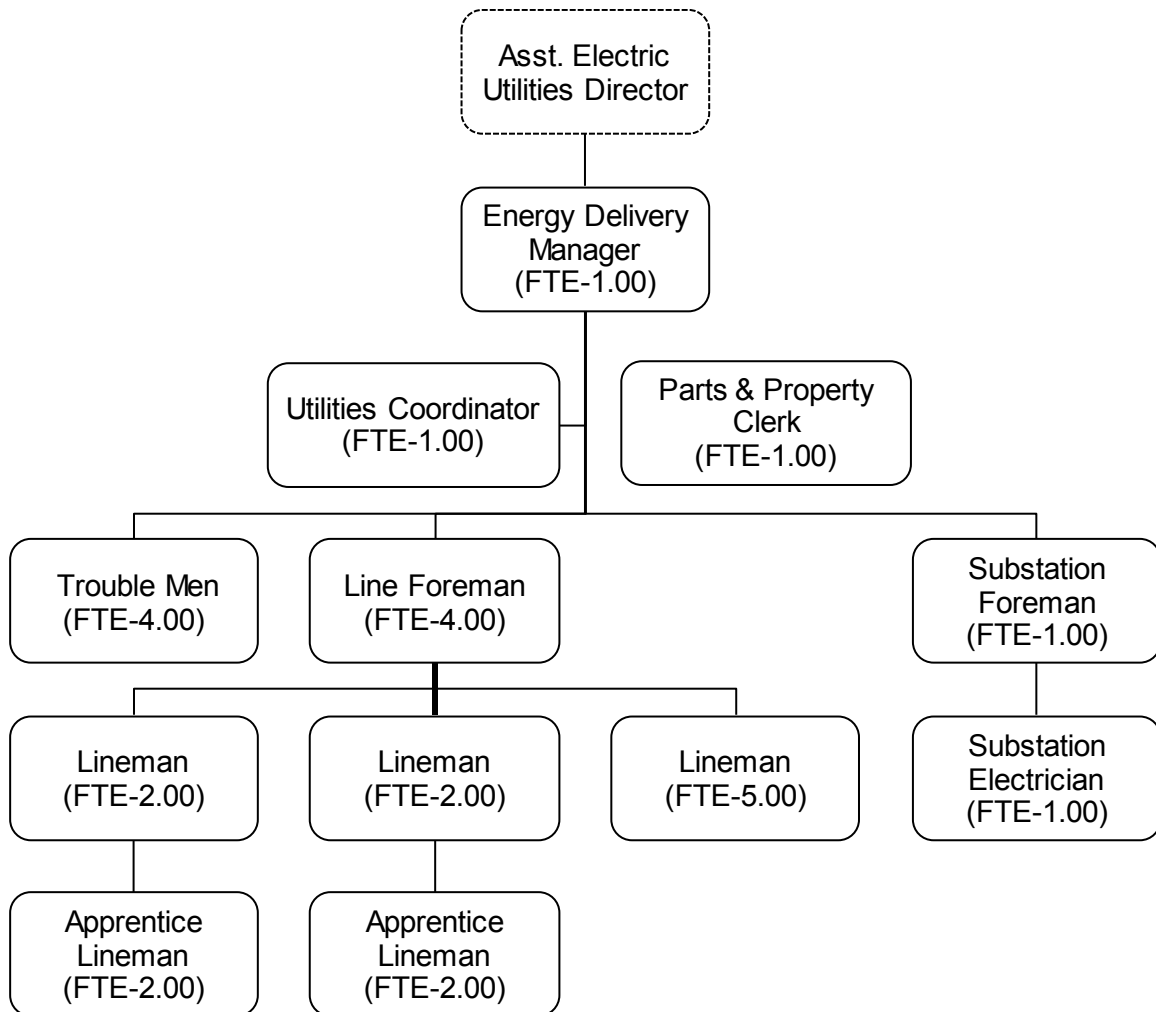 Asst. Electric
Utilities Director
Energy Delivery
Manager
(FTE-1.00)
Utilities Coordinator
(FTE-1.00)
Parts & Property
Clerk
(FTE-1.00)
Trouble Men
(FTE-4.00)
Line Foreman
(FTE-4.00)
Substation
Foreman
(FTE-1.00)
Lineman
(FTE-2.00)
Lineman
(FTE-2.00)
Lineman
(FTE-5.00)
Substation
Electrician
(FTE-1.00)
Apprentice
Lineman
(FTE-2.00)
Apprentice
Lineman
(FTE-2.00)